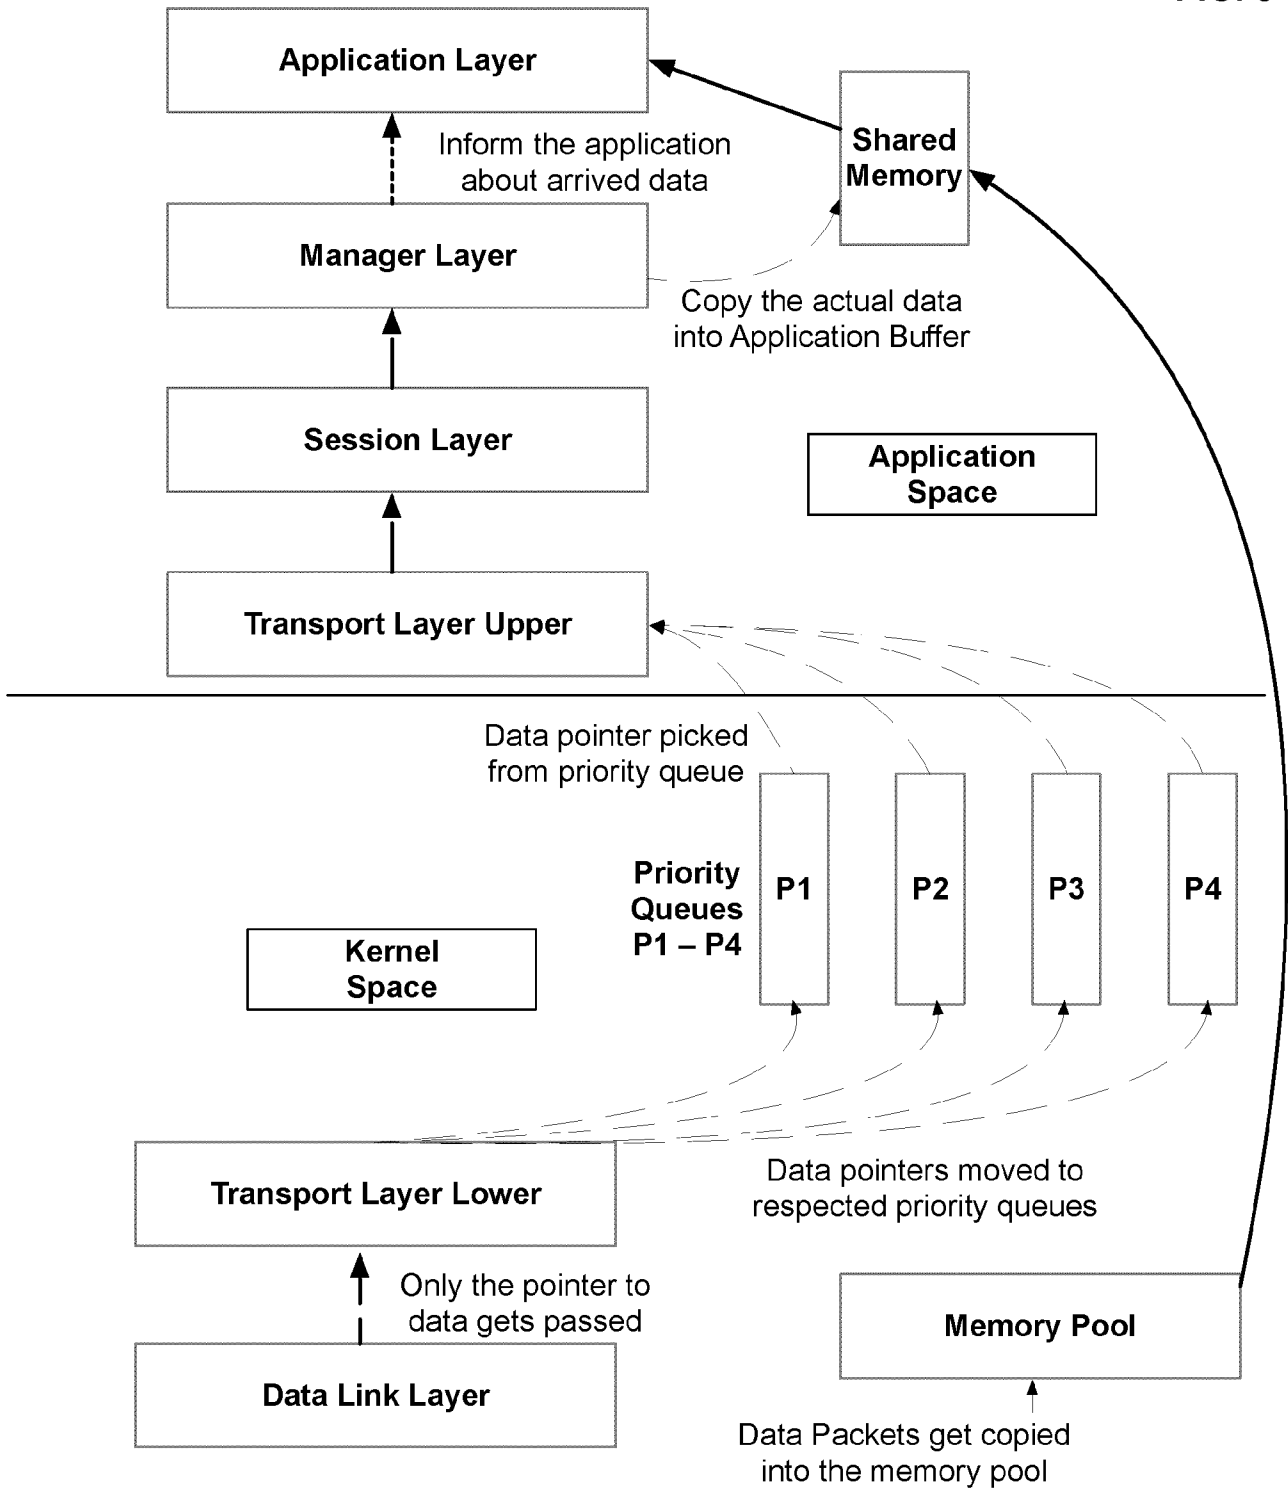 Application Layer
Inform the application
about arrived data
Shared
Memory
Manager Layer
Copy the actual data
into Application Buffer
Session Layer
Application
Space
Transport Layer Upper
Data pointer picked
from priority queue
Priority
Queues
P1 – P4
P1
P2
P3
P4
Kernel
Space
Transport Layer Lower
Data pointers moved to
respected priority queues
Only the pointer to
data gets passed
Memory Pool
Data Link Layer
Data Packets get copied
into the memory pool